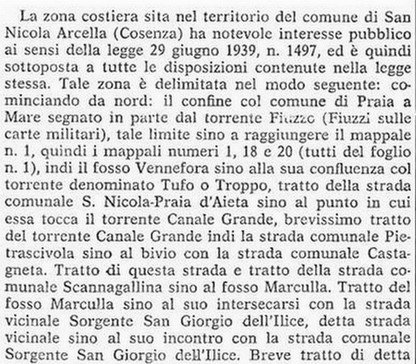 La zona costiera sita nel territorio del comune di San
Nicola Arcella (Cosenza) ha notevole interesse pubblico
ai sensi della legge 29 giugno 1939, n. 1497, ed è quindi
sottoposta a tutte le disposizioni contenute nella legge
stessa. Tale zona è delimitata nel modo seguente: co-
minciando da nord: il confine col comune di Praia a
Mare segnato in parte dal torrente Fiuzzo (Fiuzzi sulle
carte militari), tale limite sino a raggiungere il mappale
n. 1, quindi i mappali numeri 1, 18 e 20 (tutti del foglio
n. 1), indi il fosso Vennefora sino alla sua confluenza col
torrente denominato Tufo o Troppo, tratto della strada
comunale S. Nicola-Praia d'Aieta sino al punto in cui
essa tocca il torrente Canale Grande, brevissimo tratto
del torrente Canale Grande indi la strada comunale Pie-
trascivola sino al bivio con la strada comunale Casta-
gneta. Tratto di questa strada e tratto della strada co-
munale Scannagallina sino al fosso Marculla. Tratto del
fosso Marculla sino al suo intersecarsi con la strada
vicinale Sorgente San Giorgio dell'Ilice, detta strada
vicinale sino al suo incontro con la strada comunale
Sorgente San Giorgio dell'Ilice. Breve tratto di detta